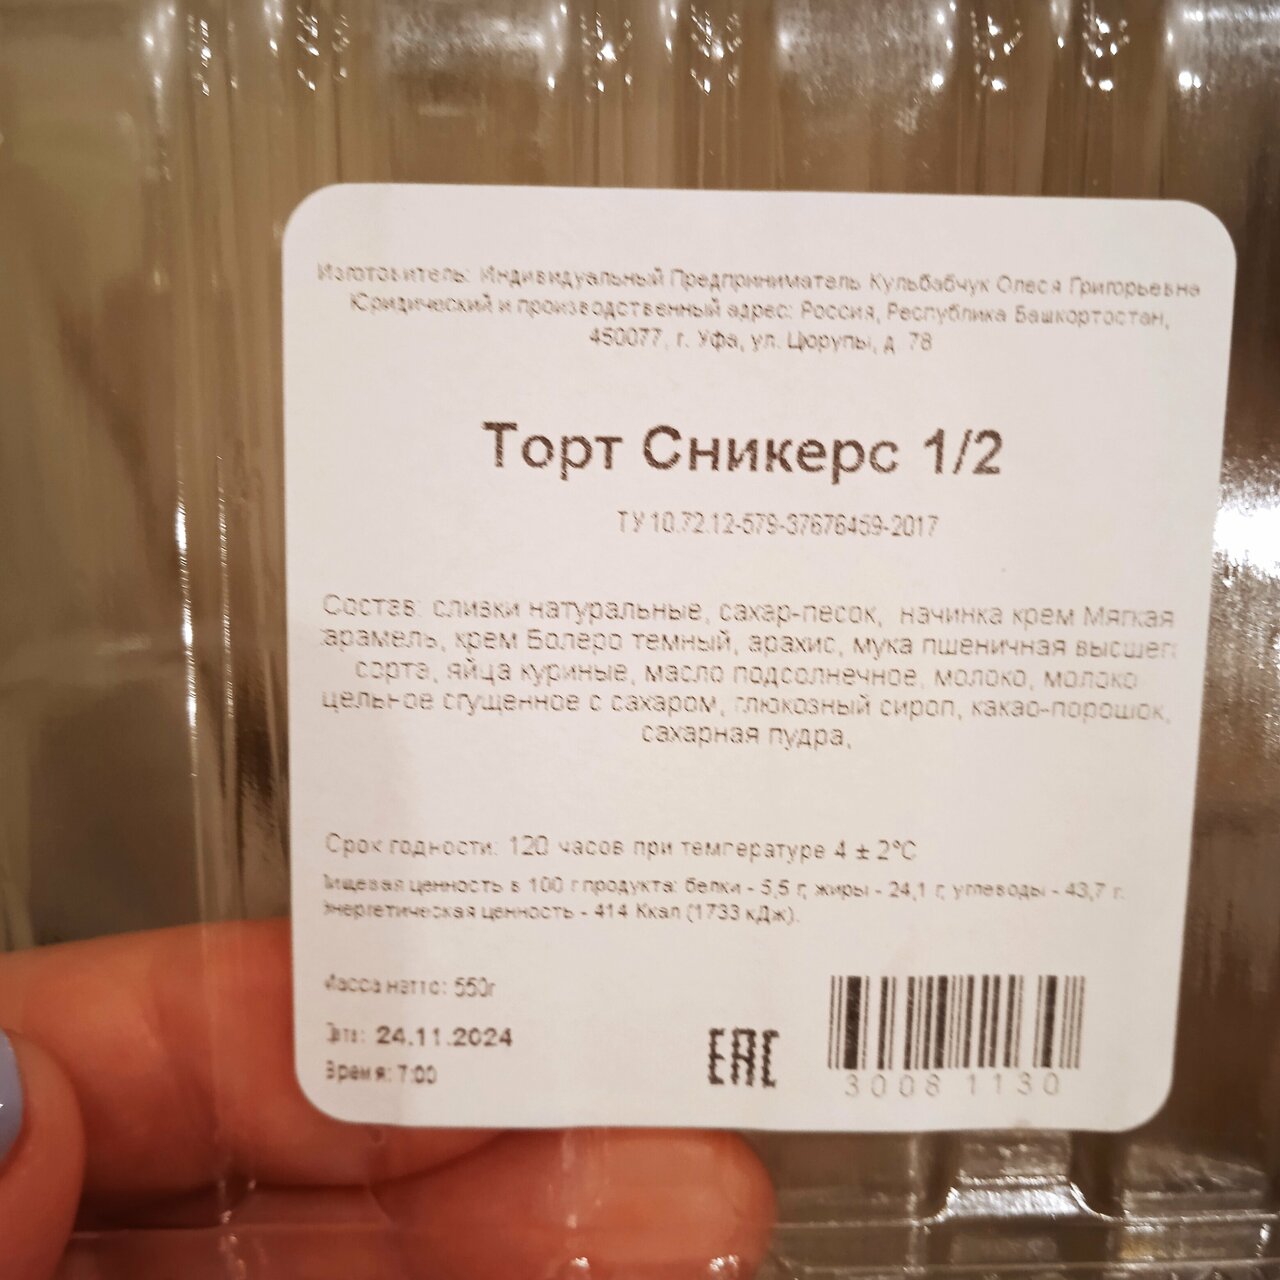 Изготовитель: Индивидуальный Предприниматель Кульбабчук Олеся Григорьевна
Юридический и производственный адрес: Россия, Республика Башкортостан,
450077, г. Уфа, ул. Цюрупы, д. 78
Торт Сникерс 1/2
ТУ 10.72.12-579-37676459-2017
Состав: сливки натуральные, сахар-песок, начинка крем Мягкая
арамель, крем Болеро темный, арахис, мука пшеничная высшег
сорта, яйца куриные, масло подсолнечное, молоко, молоко
цельное сгущенное с сахаром, глюкозный сироп, какао-порошок,
сахарная пудра,
Срок годности: 120 часов при температуре 4 ± 2°С
Пищевая ценность в 100 г продукта: белки - 5,5 г, жиры - 24,1 г, углеводы - 43,7 г.
Энергетическая ценность - 414 Ккал (1733 кДж).
Масса нетто: 550г
Дата: 24.11.2024
Время: 7:00
EAC
3008 1130